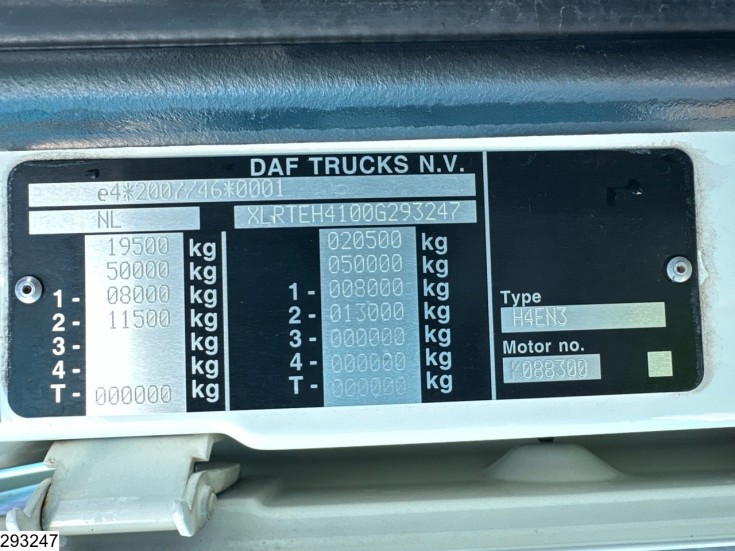 DAF TRUCKS N.V.
e4*2007/46*0001
NL XLRTEH4100G293247
19500 kg 020500 kg
50000 kg 050000 kg
1- 08000 kg 1- 008000 kg
2- 11500 kg 2- 013000 kg
3- kg 3- 000000 kg
4- kg 4- 000000 kg
T- 000000 kg T- 000000 kg
Type
H4EN3
Motor no.
K088300
293247